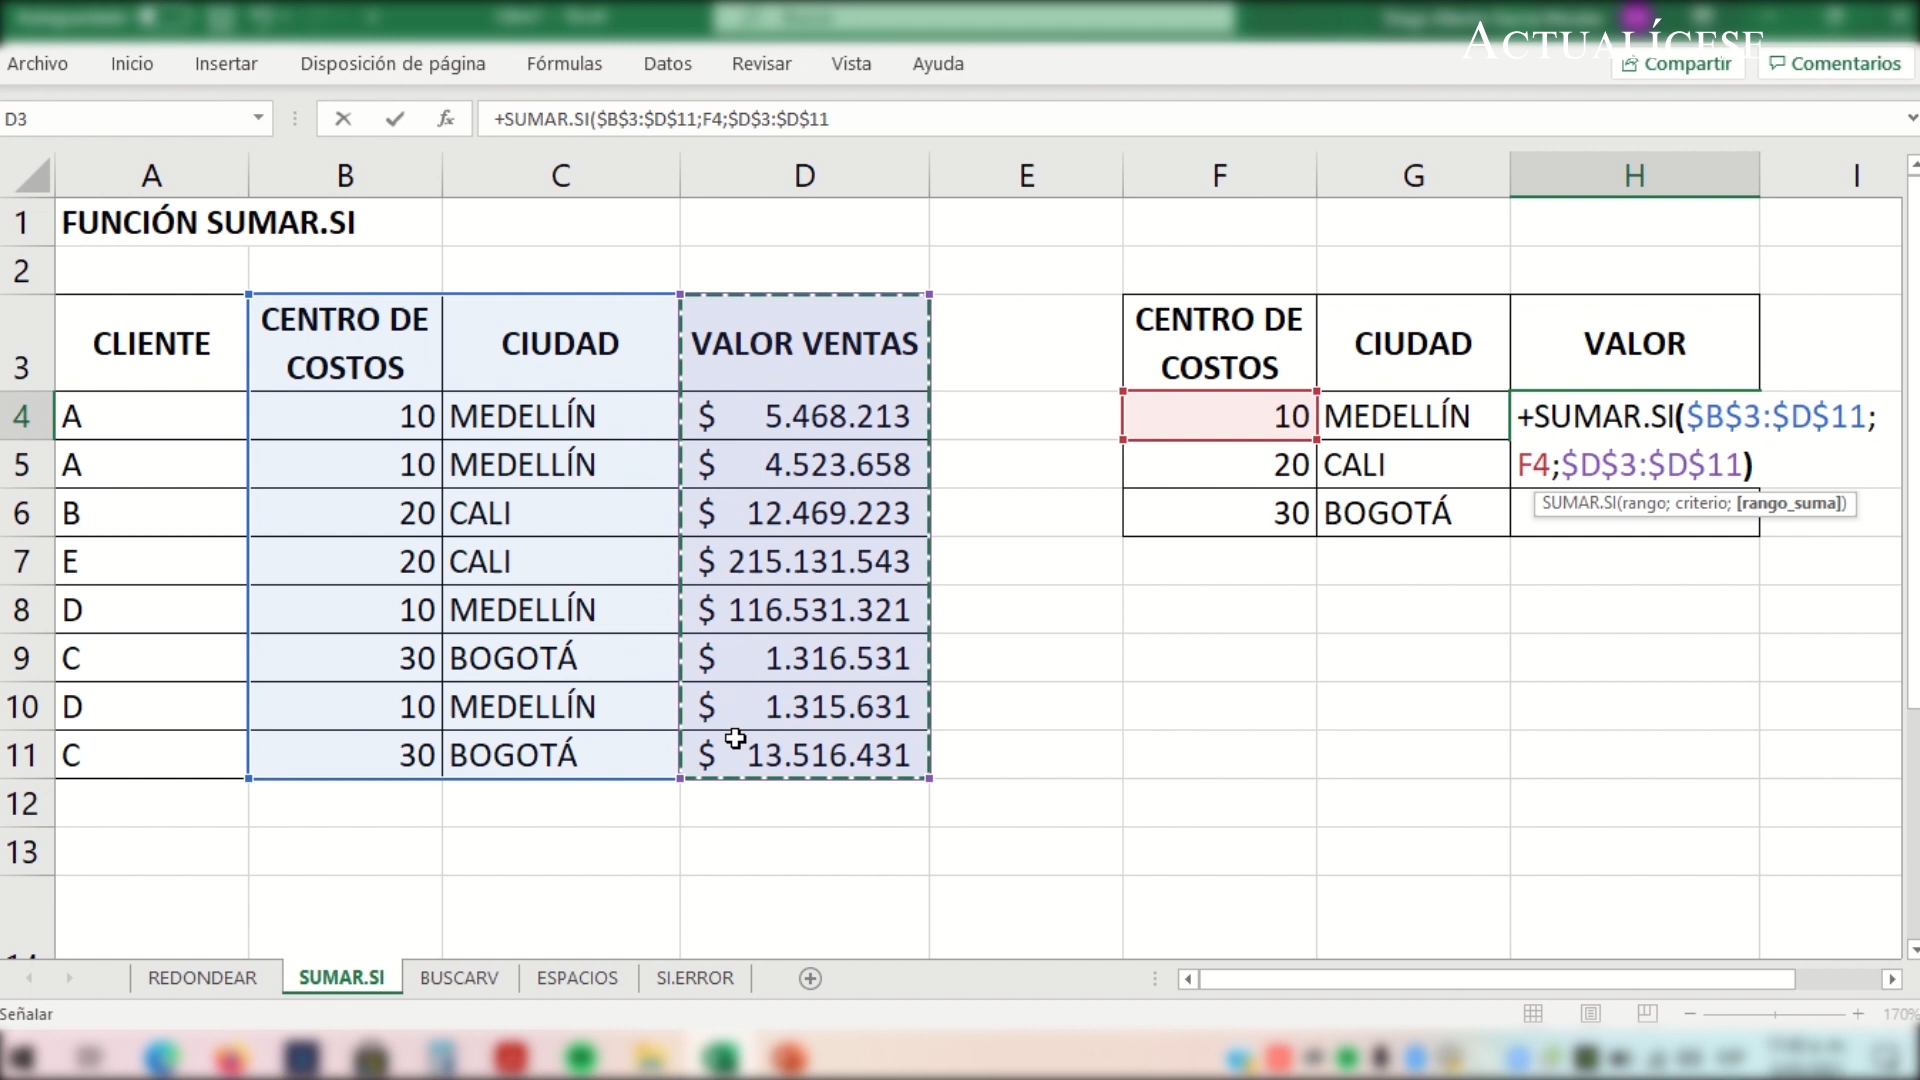 ACTUALÍCESE
Archivo Inicio Insertar Disposición de página Fórmulas Datos Revisar Vista Ayuda Compartir Comentarios
D3 fx +SUMAR.SI($B$3:$D$11;F4;$D$3:$D$11
A B C D E F G H I
1 FUNCIÓN SUMAR.SI
2
3 CLIENTE CENTRO DE COSTOS CIUDAD VALOR VENTAS CENTRO DE COSTOS CIUDAD VALOR
4 A 10 MEDELLÍN $ 5.468.213 10 MEDELLÍN +SUMAR.SI($B$3:$D$11;
5 A 10 MEDELLÍN $ 4.523.658 20 CALI F4;$D$3:$D$11)
SUMAR.SI(rango; criterio; [rango_suma])
6 B 20 CALI $ 12.469.223 30 BOGOTÁ
7 E 20 CALI $ 215.131.543
8 D 10 MEDELLÍN $ 116.531.321
9 C 30 BOGOTÁ $ 1.316.531
10 D 10 MEDELLÍN $ 1.315.631
11 C 30 BOGOTÁ $ 13.516.431
12
13
REDONDEAR SUMAR.SI BUSCARV ESPACIOS SI.ERROR
Señalar 170%